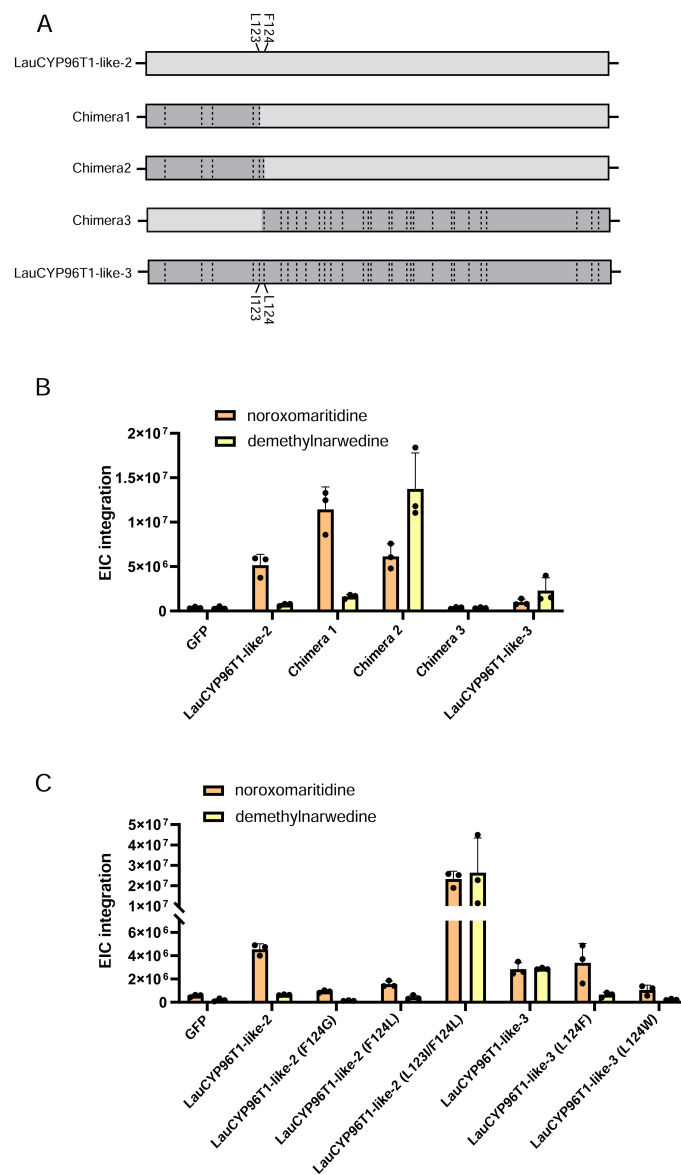 A
L123
F124
LauCYP96T1-like-2
Chimera1
Chimera2
Chimera3
LauCYP96T1-like-3
I123
L124
B
noroxomaritidine
demethylnarwedine
EIC integration
2×10⁷
1.5×10⁷
1×10⁷
5×10⁶
0
GFP
LauCYP96T1-like-2
Chimera 1
Chimera 2
Chimera 3
LauCYP96T1-like-3
C
noroxomaritidine
demethylnarwedine
EIC integration
5×10⁷
4×10⁷
3×10⁷
2×10⁷
1×10⁷
6×10⁶
4×10⁶
2×10⁶
0
GFP
LauCYP96T1-like-2
LauCYP96T1-like-2 (F124G)
LauCYP96T1-like-2 (F124L)
LauCYP96T1-like-2 (L123I/F124L)
LauCYP96T1-like-3
LauCYP96T1-like-3 (L124F)
LauCYP96T1-like-3 (L124W)